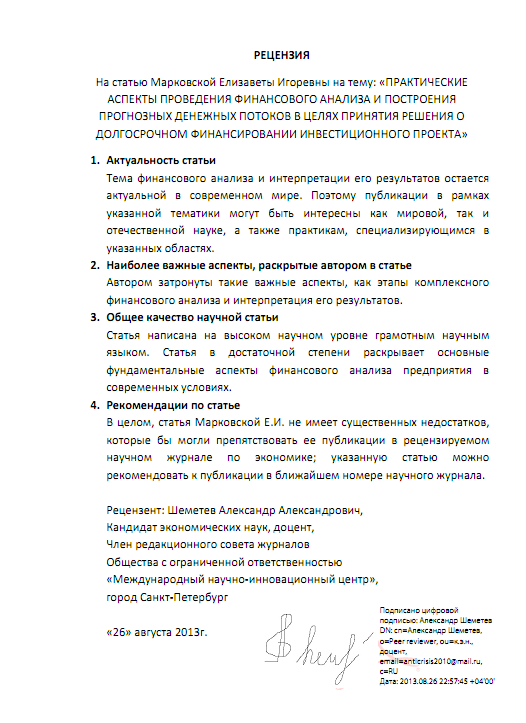 РЕЦЕНЗИЯ
На статью Марковской Елизаветы Игоревны на тему: «ПРАКТИЧЕСКИЕ
АСПЕКТЫ ПРОВЕДЕНИЯ ФИНАНСОВОГО АНАЛИЗА И ПОСТРОЕНИЯ
ПРОГНОЗНЫХ ДЕНЕЖНЫХ ПОТОКОВ В ЦЕЛЯХ ПРИНЯТИЯ РЕШЕНИЯ О
ДОЛГОСРОЧНОМ ФИНАНСИРОВАНИИ ИНВЕСТИЦИОННОГО ПРОЕКТА»
1. Актуальность статьи
Тема финансового анализа и интерпретации его результатов остается
актуальной в современном мире. Поэтому публикации в рамках
указанной тематики могут быть интересны как мировой, так и
отечественной науке, а также практикам, специализирующимся в
указанных областях.
2. Наиболее важные аспекты, раскрытые автором в статье
Автором затронуты такие важные аспекты, как этапы комплексного
финансового анализа и интерпретация его результатов.
3. Общее качество научной статьи
Статья написана на высоком научном уровне грамотным научным
языком. Статья в достаточной степени раскрывает основные
фундаментальные аспекты финансового анализа предприятия в
современных условиях.
4. Рекомендации по статье
В целом, статья Марковской Е.И. не имеет существенных недостатков,
которые бы могли препятствовать ее публикации в рецензируемом
научном журнале по экономике; указанную статью можно
рекомендовать к публикации в ближайшем номере научного журнала.
Рецензент: Шеметев Александр Александрович,
Кандидат экономических наук, доцент,
Член редакционного совета журналов
Общества с ограниченной ответственностью
«Международный научно-инновационный центр»,
город Санкт-Петербург
«26» августа 2013г.
Подписано цифровой
подписью: Александр Шеметев
DN: cn=Александр Шеметев,
o=Peer reviewer, ou=к.э.н.,
доцент,
email=anticrisis2010@mail.ru,
c=RU
Дата: 2013.08.26 22:57:45 +04'00'